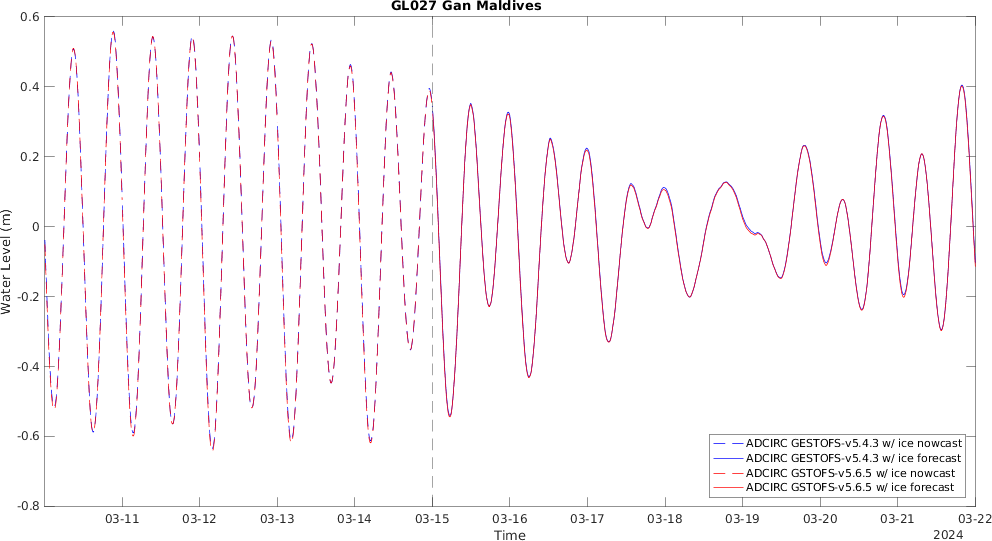 GL027 Gan Maldives
0.6
0.4
0.2
0
-0.2
-0.4
-0.6
-0.8
Water Level (m)
ADCIRC GESTOFS-v5.4.3 w/ ice nowcast
ADCIRC GESTOFS-v5.4.3 w/ ice forecast
ADCIRC GSTOFS-v5.6.5 w/ ice nowcast
ADCIRC GSTOFS-v5.6.5 w/ ice forecast
03-11 03-12 03-13 03-14 03-15 03-16 03-17 03-18 03-19 03-20 03-21 03-22
Time
2024